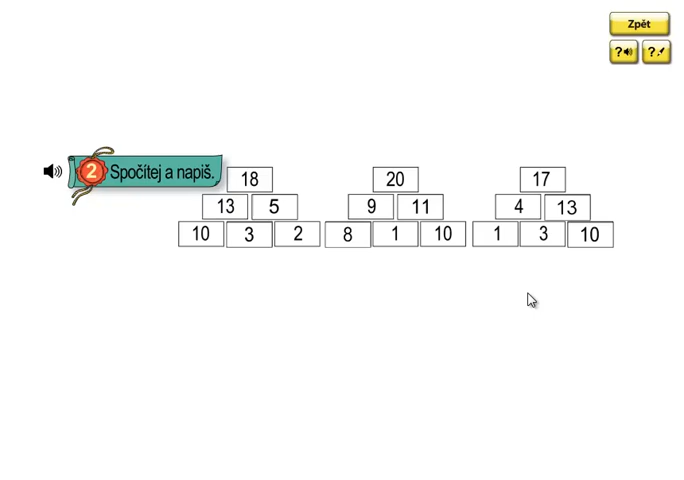 Zpět
? ?
2 Spočítej a napiš.
18 20 17
13 5 9 11 4 13
10 3 2 8 1 10 1 3 10